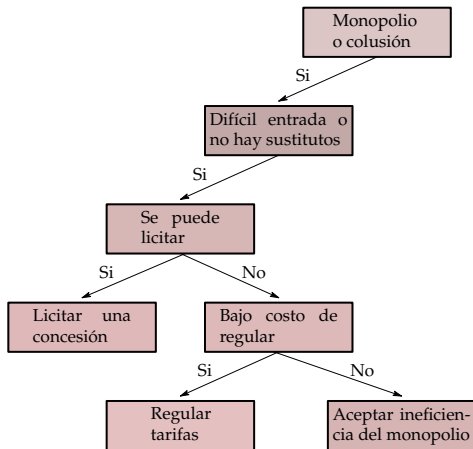 Monopolio
o colusión
Si
Difícil entrada o
no hay sustitutos
Si
Se puede
licitar
Si
No
Licitar una
concesión
Bajo costo de
regular
Si
No
Regular
tarifas
Aceptar ineficien-
cia del monopolio